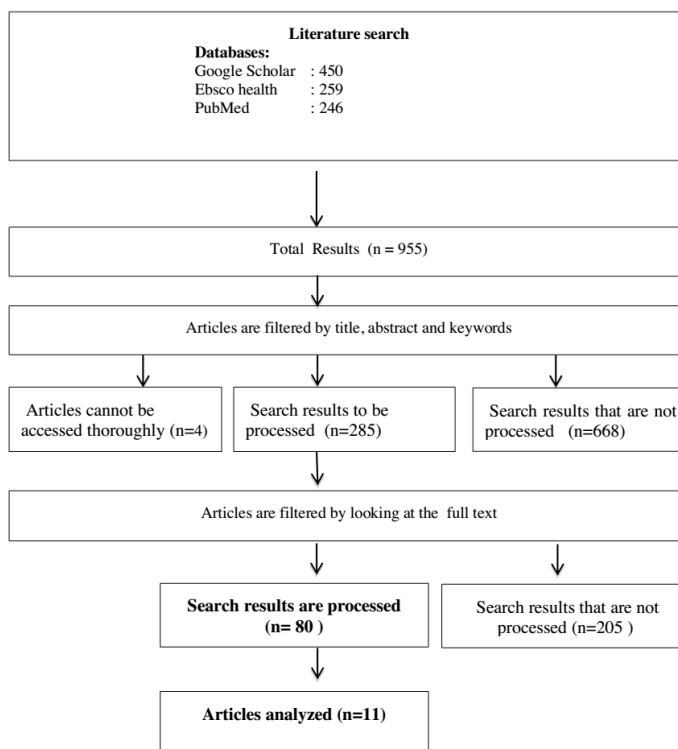 Literature search
Databases:
Google Scholar : 450
Ebsco health : 259
PubMed : 246
Total Results (n = 955)
Articles are filtered by title, abstract and keywords
Articles cannot be
accessed thoroughly (n=4)
Search results to be
processed (n=285)
Search results that are not
processed (n=668)
Articles are filtered by looking at the full text
Search results are processed
(n= 80 )
Search results that are not
processed (n=205 )
Articles analyzed (n=11)